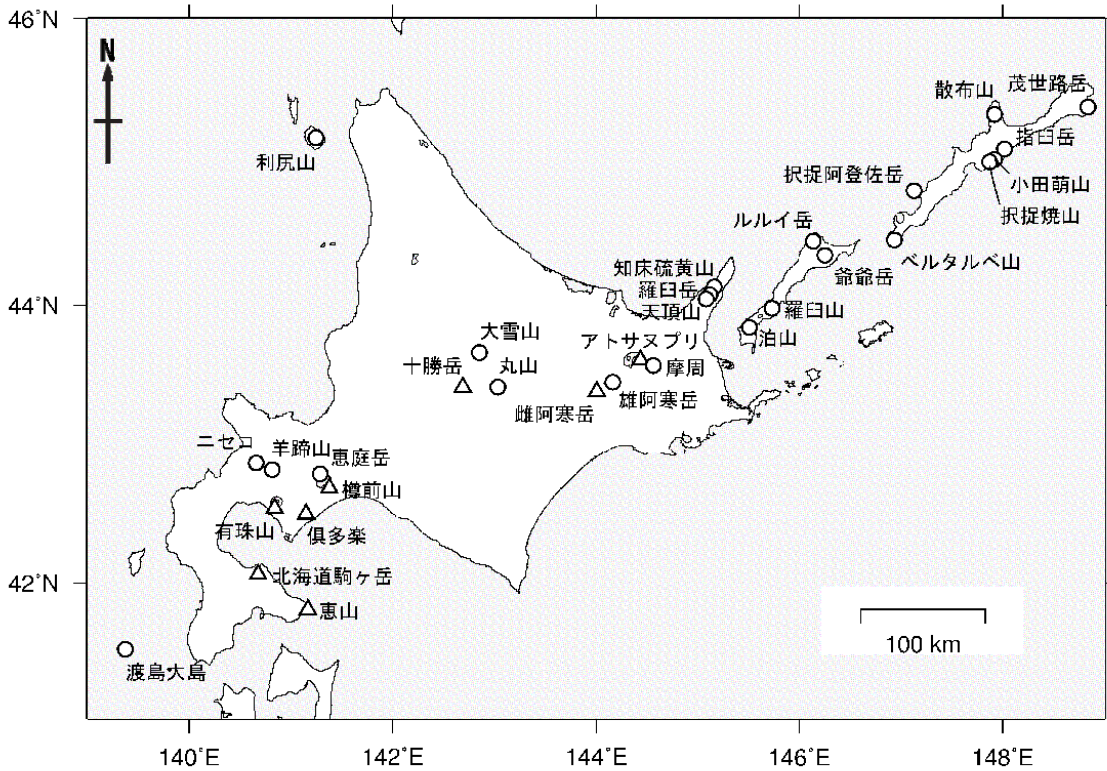 46°N
N
茂世路岳
散布山
指臼岳
利尻山
択捉阿登佐岳
小田萌山
択捉焼山
ルルイ岳
ベルタルベ山
知床硫黄山
爺爺岳
羅臼岳
44°N
天頂山
羅臼山
大雪山
アトサヌプリ
泊山
十勝岳
丸山
摩周
雌阿寒岳
雄阿寒岳
ニセコ
羊蹄山
恵庭岳
樽前山
有珠山
倶多楽
42°N
北海道駒ヶ岳
恵山
100 km
渡島大島
140°E
142°E
144°E
146°E
148°E